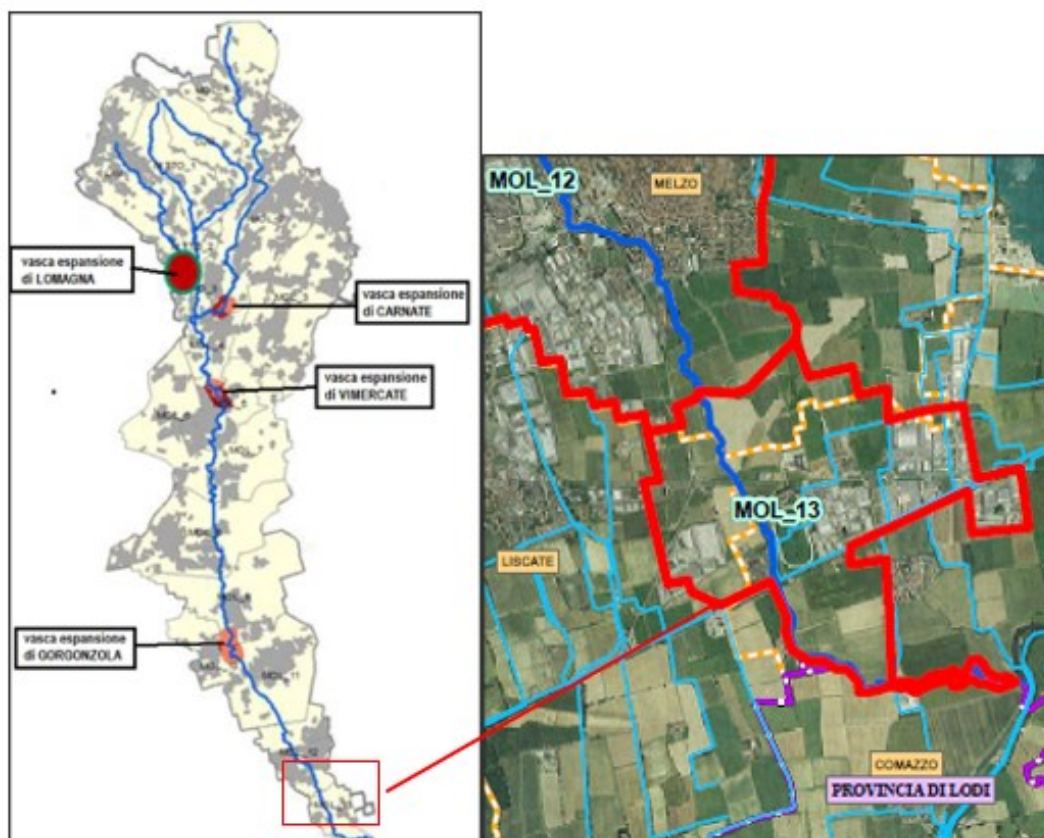 vasca espansione
di LOMAGNA
vasca espansione
di CARNATE
vasca espansione
di VIMERCATE
vasca espansione
di GORGONZOLA
MOL_12
MELZO
MOL_13
LISCATE
COMAZZO
PROVINCIA DI LODI